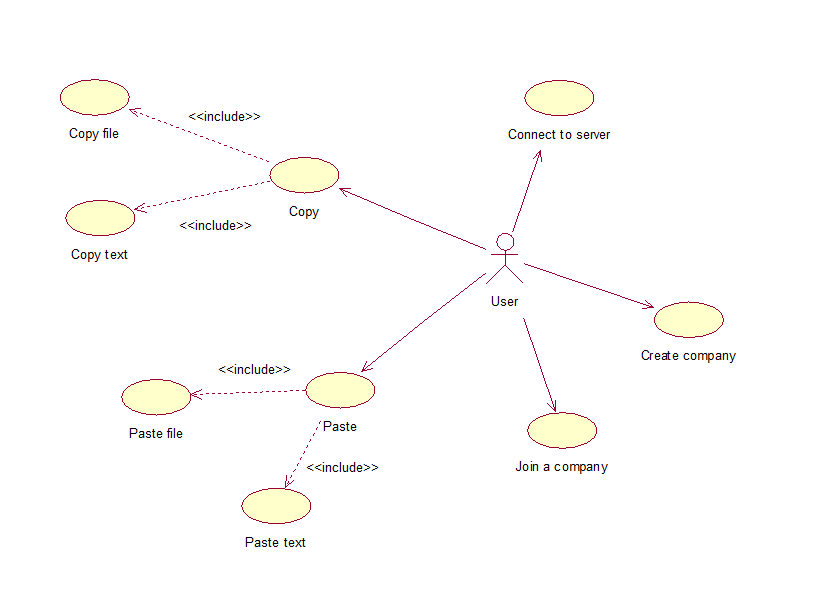 <<include>>
Copy file
Connect to server
Copy
<<include>>
Copy text
User
Create company
<<include>>
Paste
Paste file
<<include>>
Join a company
Paste text